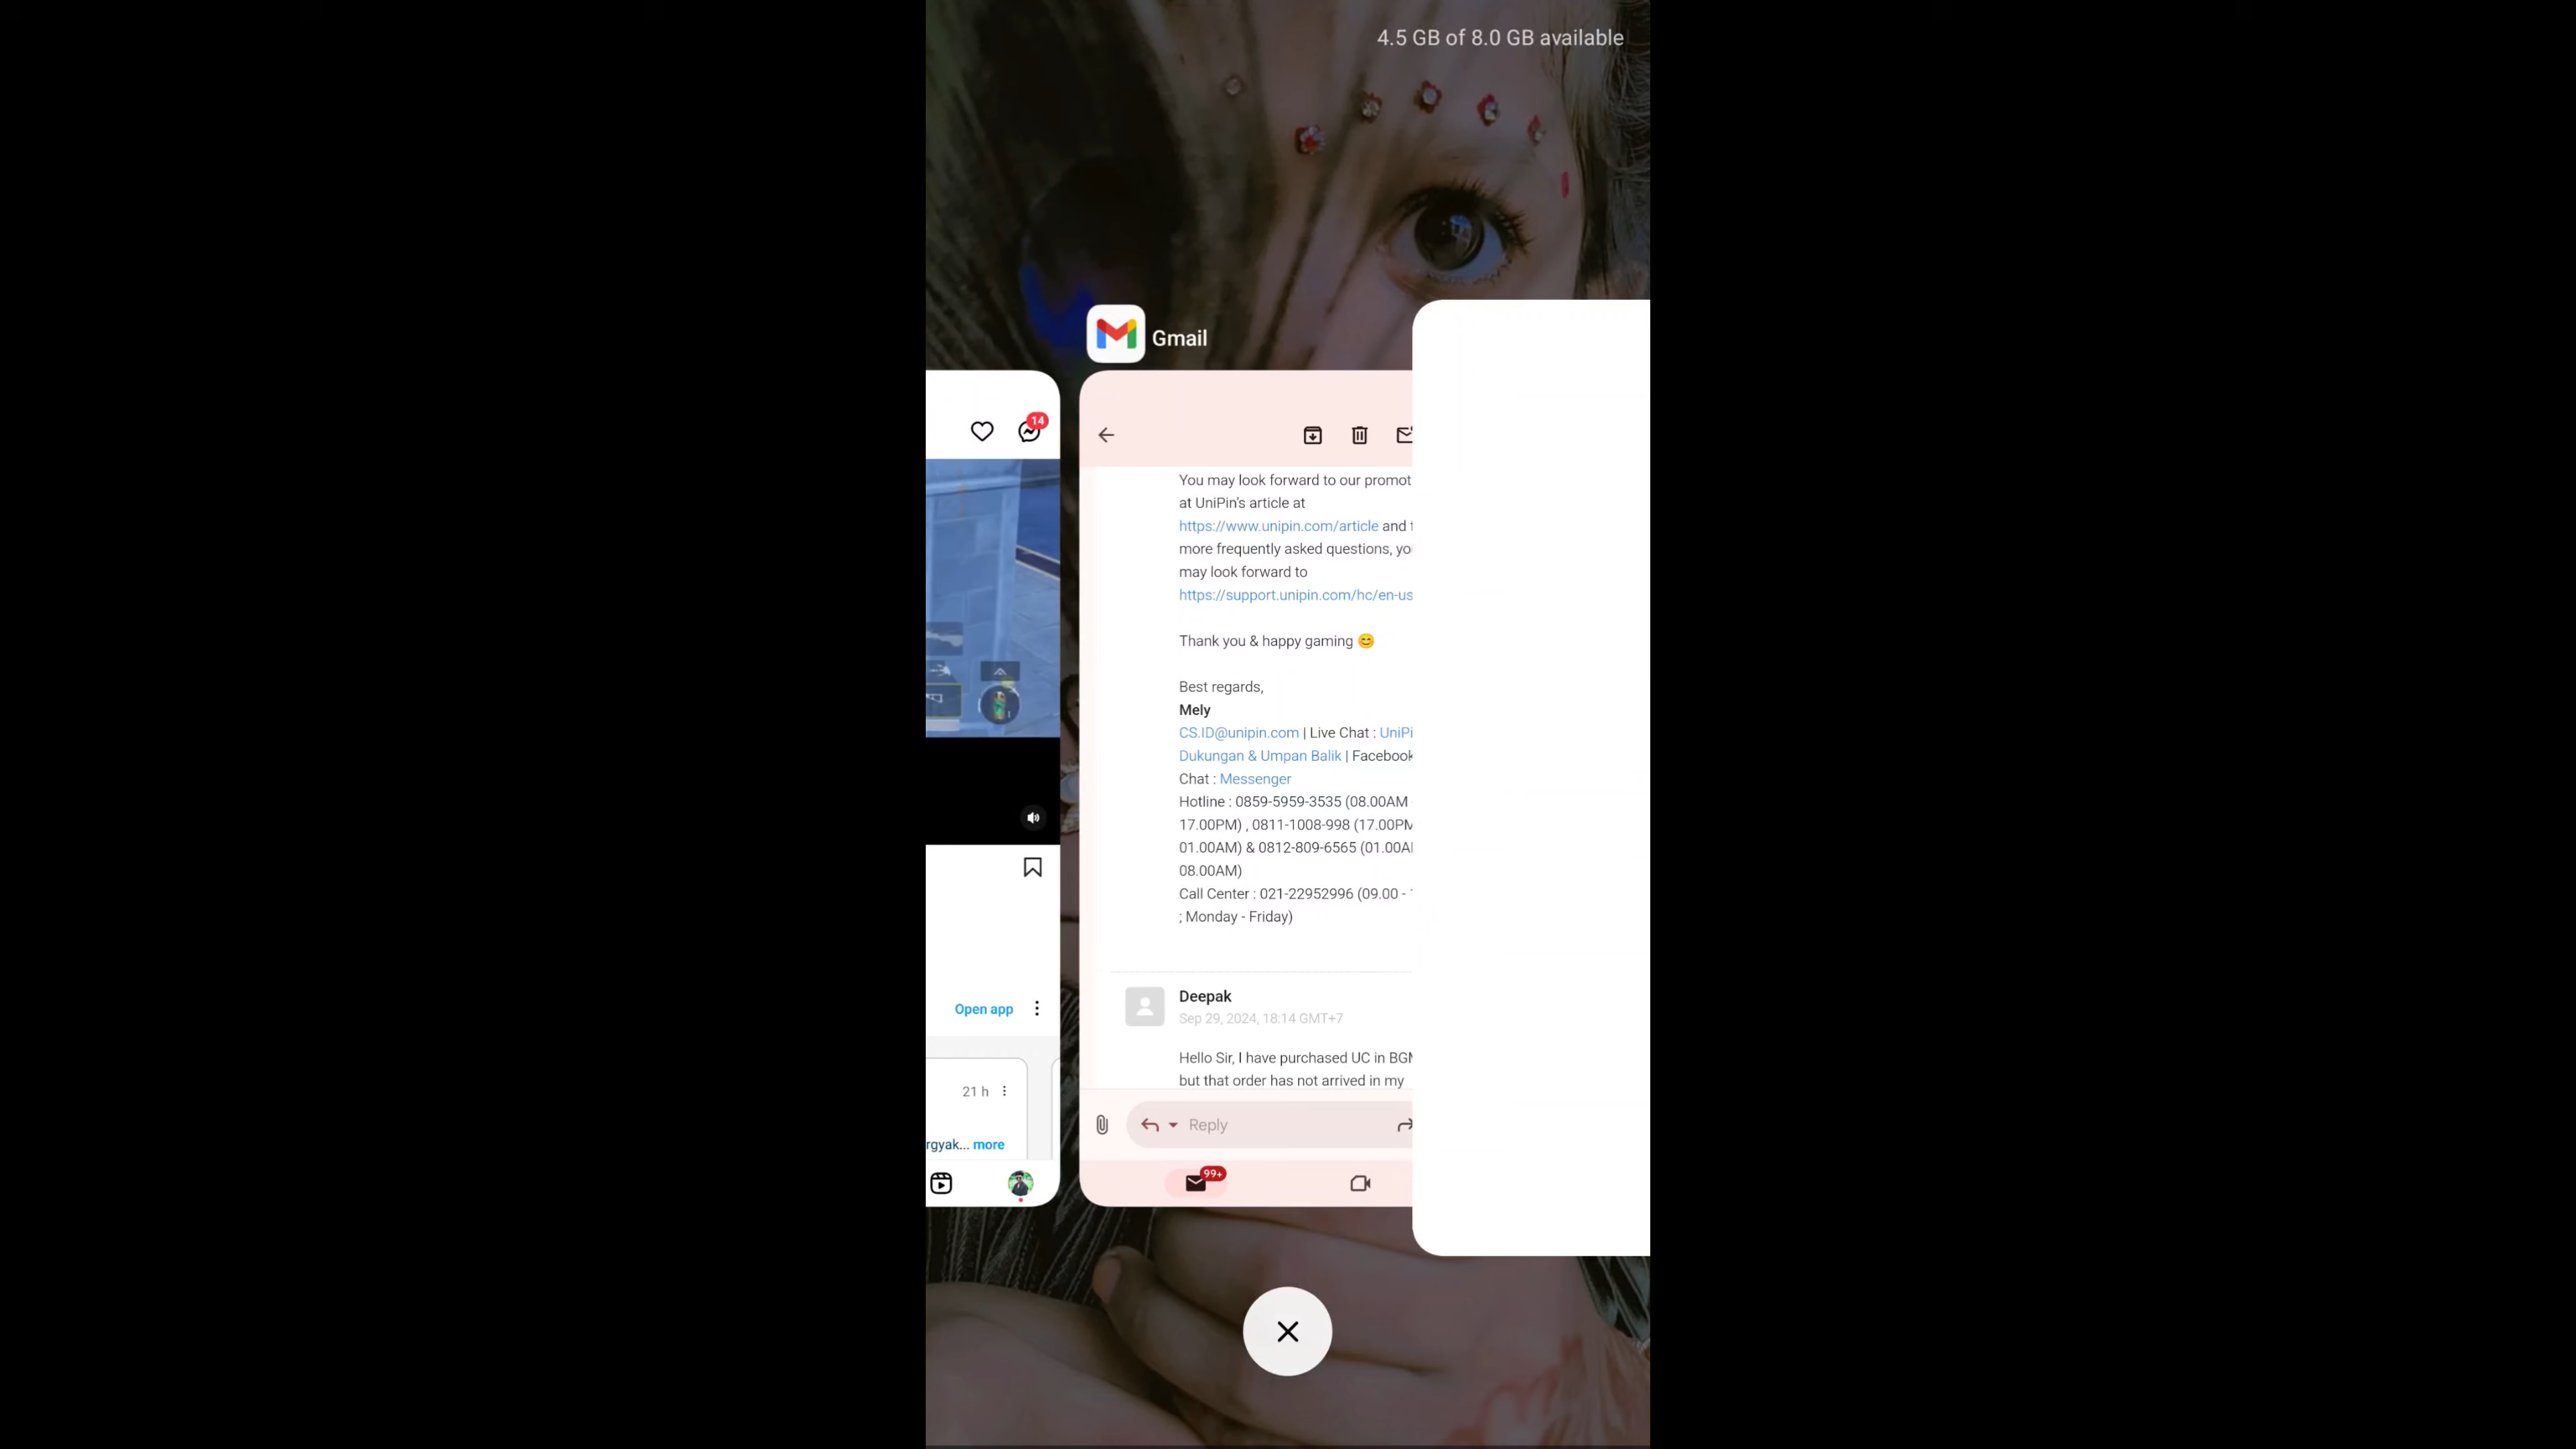 4.5 GB of 8.0 GB available
Gmail
14
You may look forward to our
at UniPin's article at
https://www.unipin.com/article and
more frequently asked questions,
may look forward to
https://support.unipin.com/hc/en-us
Thank you & happy gaming 😊
Best regards,
Mely
CS.ID@unipin.com | Live Chat :
Dukungan & Umpan Balik | Facebook
Chat : Messenger
Hotline : 0859-5959-3535 (08.00AM
17.00PM) , 0811-1008-998 (17.00PM
01.00AM) & 0812-809-6565
08.00AM)
Call Center : 021-22952996 (09.00 -
; Monday - Friday)
Deepak
Sep 29, 2024, 18:14 GMT+7
Open app
Hello Sir, I have purchased UC in
but that order has not arrived in my
21 h
rgyak... more
Reply
99+